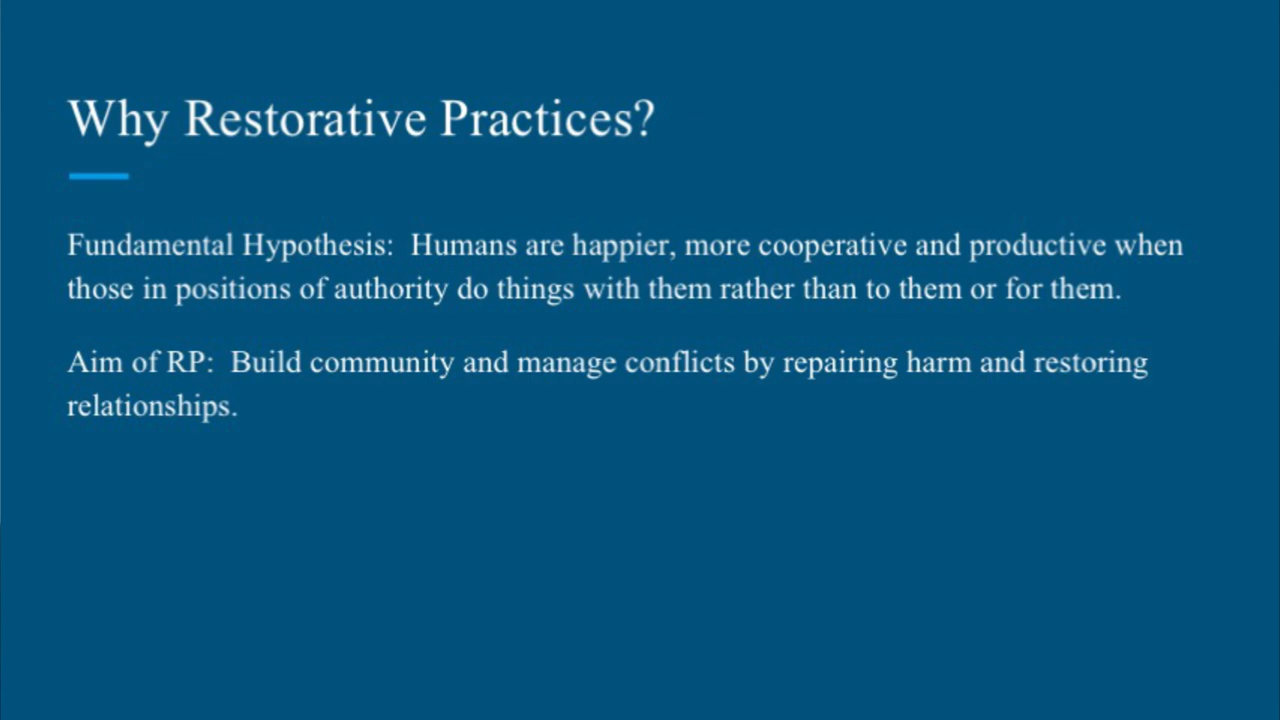 Why Restorative Practices?
Fundamental Hypothesis:  Humans are happier, more cooperative and productive when
those in positions of authority do things with them rather than to them or for them.
Aim of RP:  Build community and manage conflicts by repairing harm and restoring
relationships.